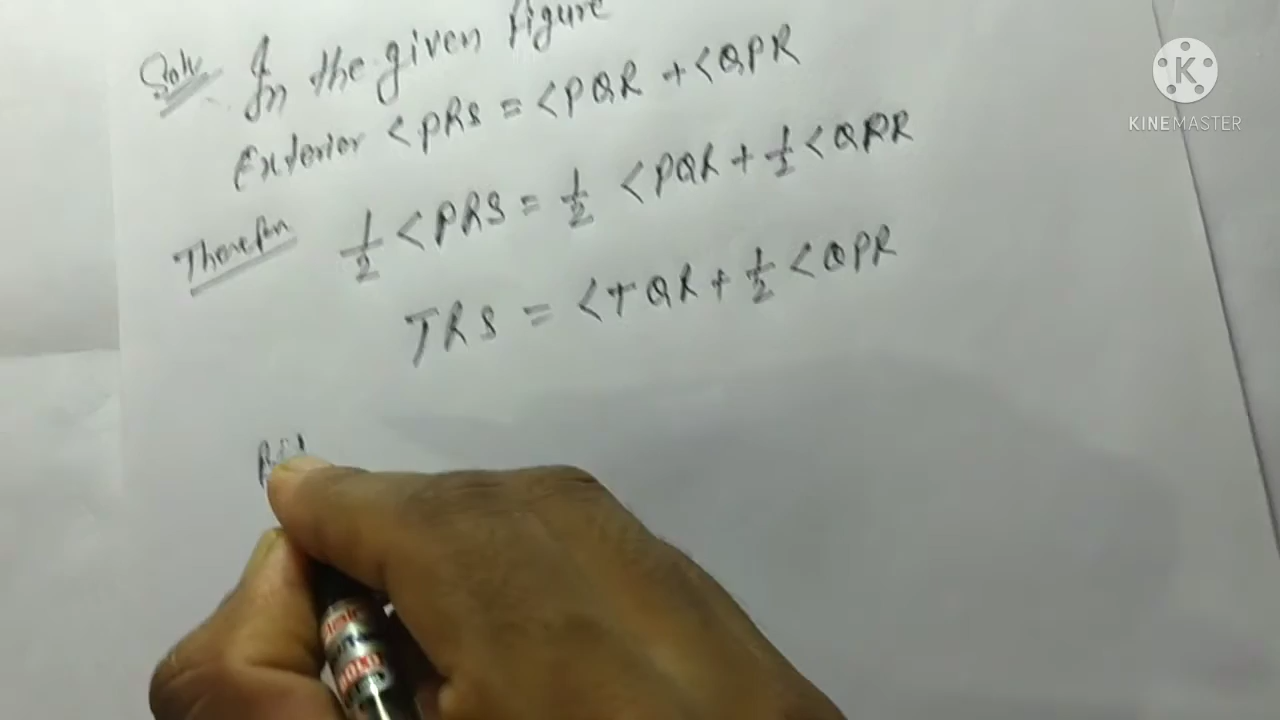 Soln In the given figure
Exterior <PRS = <PQR + <QPR
Therefore 1/2 <PRS = 1/2 <PQR + 1/2 <QPR
TRS = <TQR + 1/2 <QPR
K
KINEMASTER